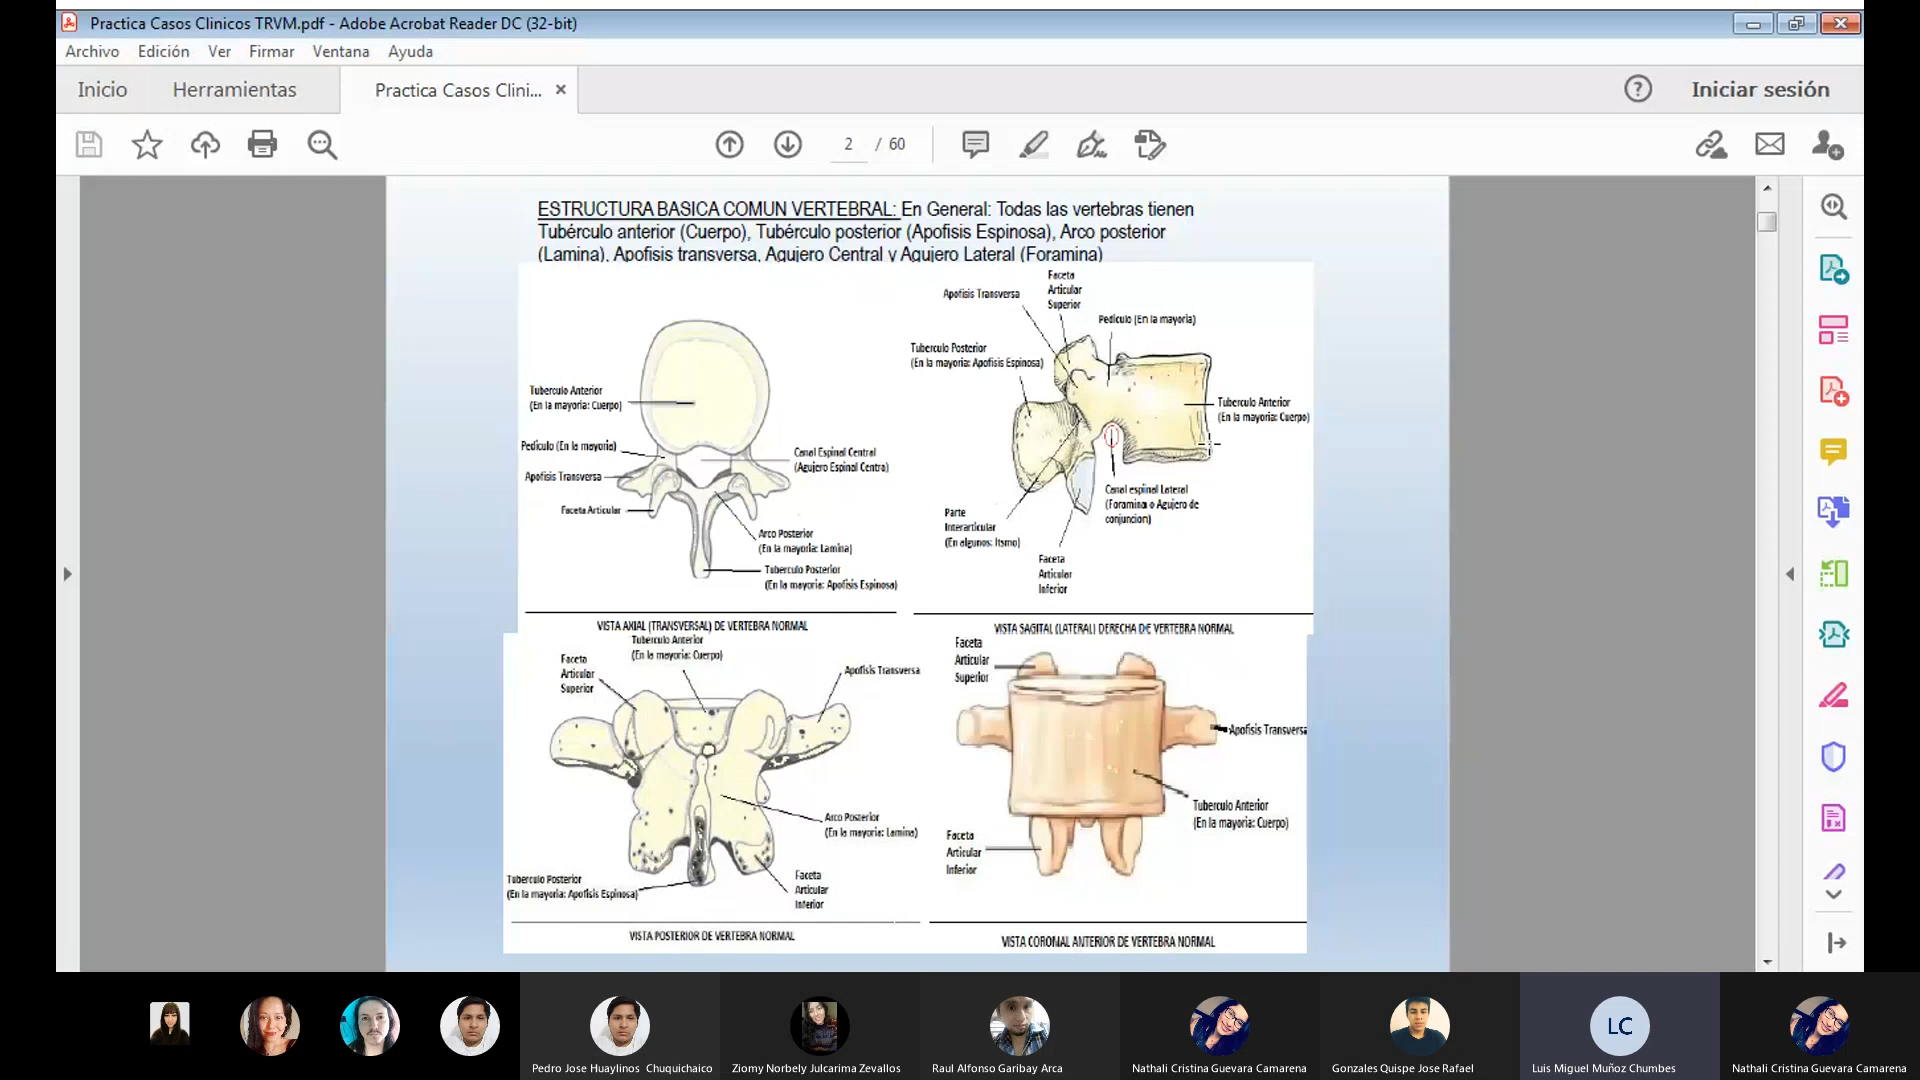 Practica Casos Clinicos TRVM.pdf - Adobe Acrobat Reader DC (32-bit)
Archivo Edición Ver Firmar Ventana Ayuda
Inicio Herramientas Practica Casos Clini... × Iniciar sesión
2 / 60
ESTRUCTURA BASICA COMUN VERTEBRAL: En General: Todas las vertebras tienen
Tubérculo anterior (Cuerpo), Tubérculo posterior (Apofisis Espinosa), Arco posterior
(Lamina), Apofisis transversa, Agujero Central y Agujero Lateral (Foramina)
Tuberculo Anterior
(En la mayoria: Cuerpo)
Pediculo (En la mayoria)
Apofisis Transversa
Faceta Articular
Canal Espinal Central
(Agujero Espinal Centra)
Arco Posterior
(En la mayoria: Lamina)
Tuberculo Posterior
(En la mayoria: Apofisis Espinosa)
VISTA AXIAL (TRANSVERSAL) DE VERTEBRA NORMAL
Faceta
Articular
Superior
Apofisis Transversa
Pediculo (En la mayoria)
Tuberculo Posterior
(En la mayoria: Apofisis Espinosa)
Tuberculo Anterior
(En la mayoria: Cuerpo)
Canal espinal Lateral
(Foramina o Agujero de
conjuncion)
Parte
Interarticular
(En algunos: Itsmo)
Faceta
Articular
Inferior
VISTA SAGITAL (LATERAL) DERECHA DE VERTEBRA NORMAL
Tuberculo Anterior
(En la mayoria: Cuerpo)
Faceta
Articular
Superior
Apofisis Transversa
Arco Posterior
(En la mayoria: Lamina)
Tuberculo Posterior
(En la mayoria: Apofisis Espinosa)
Faceta
Articular
Inferior
VISTA POSTERIOR DE VERTEBRA NORMAL
Faceta
Articular
Superior
Apofisis Transversa
Tuberculo Anterior
(En la mayoria: Cuerpo)
Faceta
Articular
Inferior
VISTA CORONAL ANTERIOR DE VERTEBRA NORMAL
LC
Pedro Jose Huaylinos Chuquichaico
Ziomy Norbely Julcarima Zevallos
Raul Alfonso Garibay Arca
Nathali Cristina Guevara Camarena
Gonzales Quispe Jose Rafael
Luis Miguel Muñoz Chumbes
Nathali Cristina Guevara Camarena